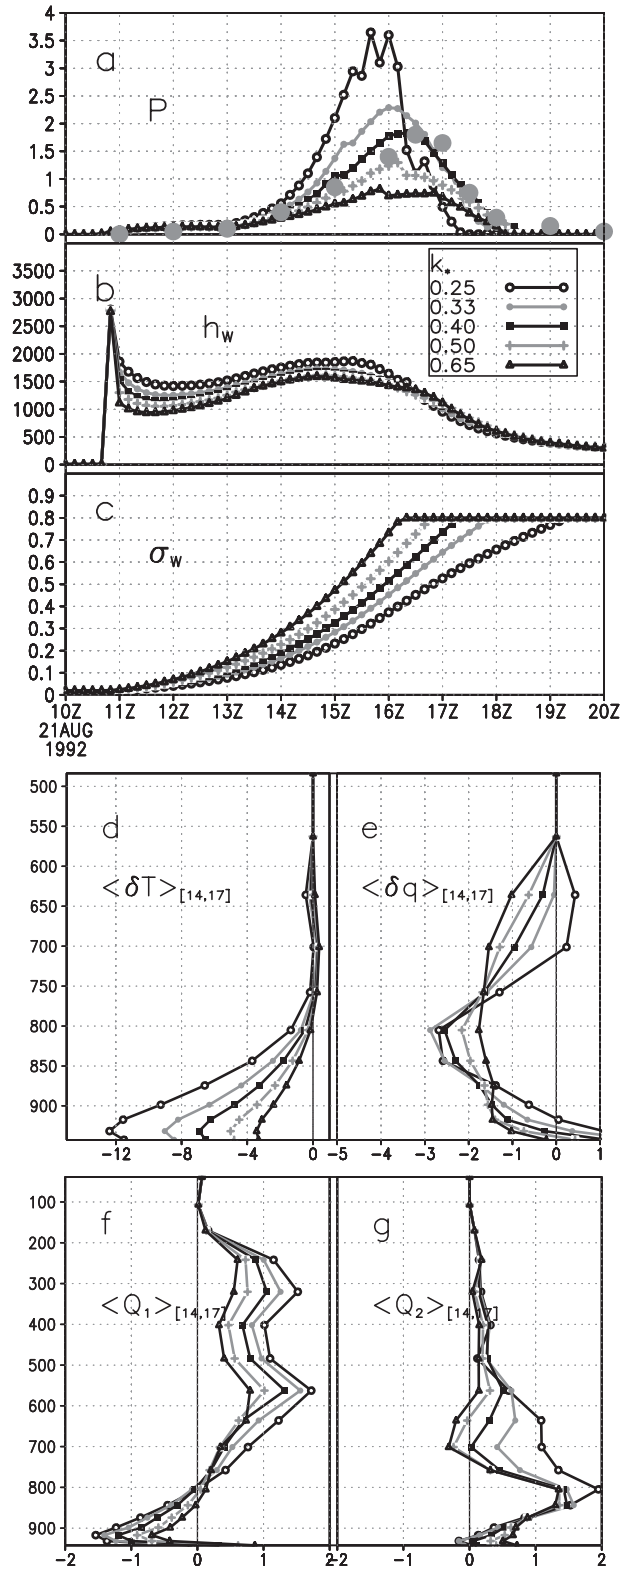 4
3.5
3
2.5
2
1.5
1
0.5
0
a
P
3500
3000
2500
2000
1500
1000
500
0
b
h_w
k_*
0.25
0.33
0.40
0.50
0.65
0.9
0.8
0.7
0.6
0.5
0.4
0.3
0.2
0.1
0
c
σ_w
10Z 11Z 12Z 13Z 14Z 15Z 16Z 17Z 18Z 19Z 20Z
21AUG
1992
500
550
600
650
700
750
800
850
900
d
<δT>[14,17]
-12 -8 -4 0
e
<δq>[14,17]
-5 -4 -3 -2 -1 0 1
100
200
300
400
500
600
700
800
900
f
<Q1>[14,17]
-2 -1 0 1 2
g
<Q2>[14,17]
-2 -1 0 1 2